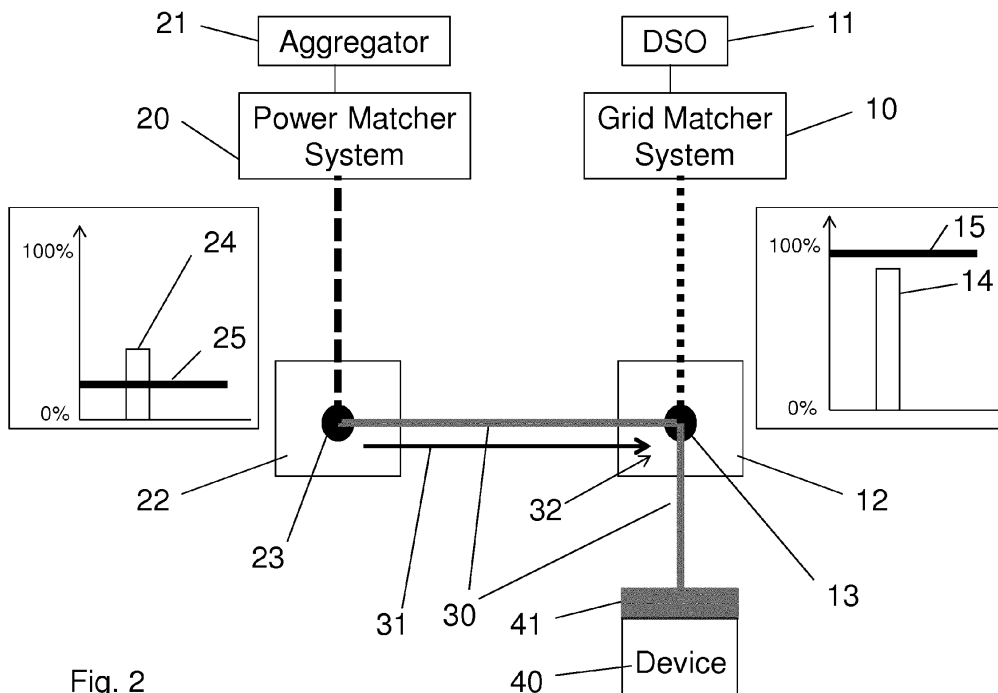 21
Aggregator
DSO
11
20
Power Matcher
System
Grid Matcher
System
10
100%
24
25
0%
100%
15
14
0%
22
23
31
30
32
12
13
41
40
Device
Fig. 2